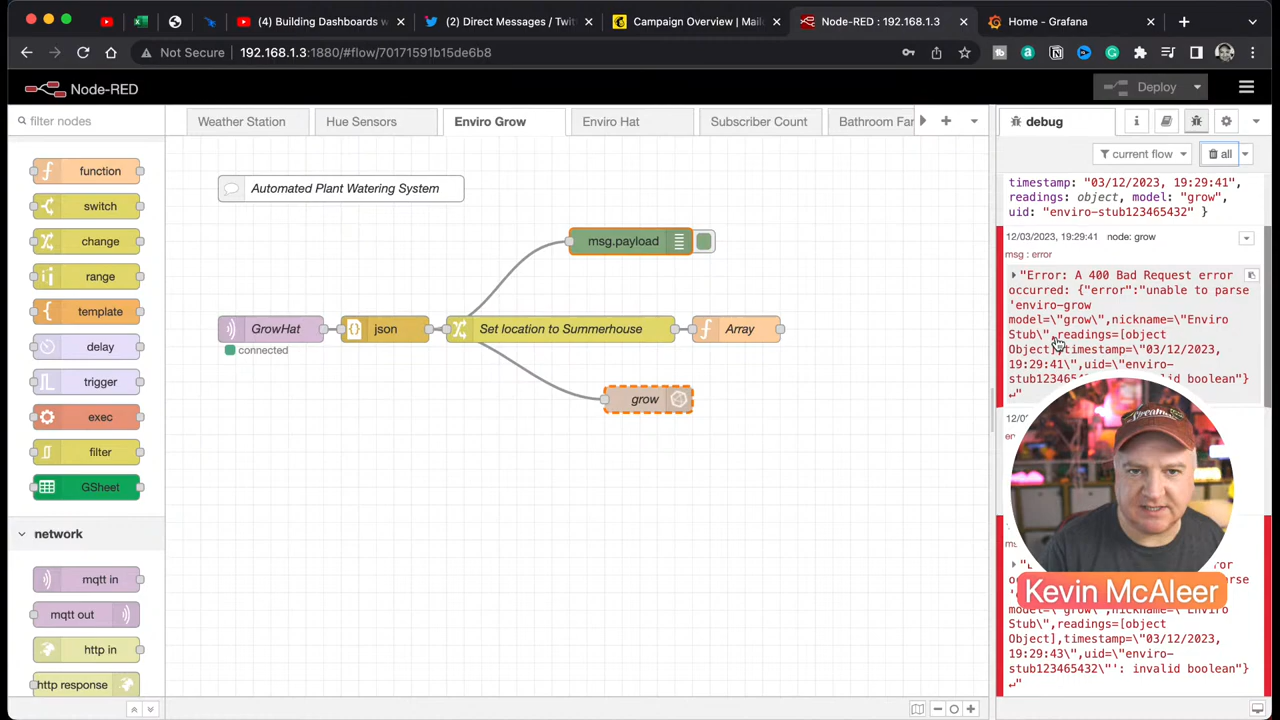 (4) Building Dashboards w
(2) Direct Messages / Twit
Campaign Overview | Mail
Node-RED : 192.168.1.3
Home - Grafana
Not Secure
192.168.1.3:1880/#flow/70171591b15de6b8
Node-RED
Deploy
filter nodes
Weather Station
Hue Sensors
Enviro Grow
Enviro Hat
Subscriber Count
Bathroom Fan
debug
current flow
all
function
switch
change
range
template
delay
trigger
exec
filter
GSheet
network
mqtt in
mqtt out
http in
http response
Automated Plant Watering System
msg.payload
GrowHat
json
Set location to Summerhouse
Array
connected
grow
timestamp: "03/12/2023, 19:29:41",
readings: object, model: "grow",
uid: "enviro-stub123465432" }
12/03/2023, 19:29:41 node: grow
msg : error
"Error: A 400 Bad Request error
occurred: {"error":"unable to parse
'enviro-grow
model=\"grow\",nickname=\"Enviro
Stub\",readings=[object
Object],timestamp=\"03/12/2023,
19:29:41\",uid=\"enviro-
Kevin McAleer
model=\"grow\",nickname=\"Enviro
Stub\",readings=[object
Object],timestamp=\"03/12/2023,
19:29:43\",uid=\"enviro-
stub123465432\"': invalid boolean"}
"